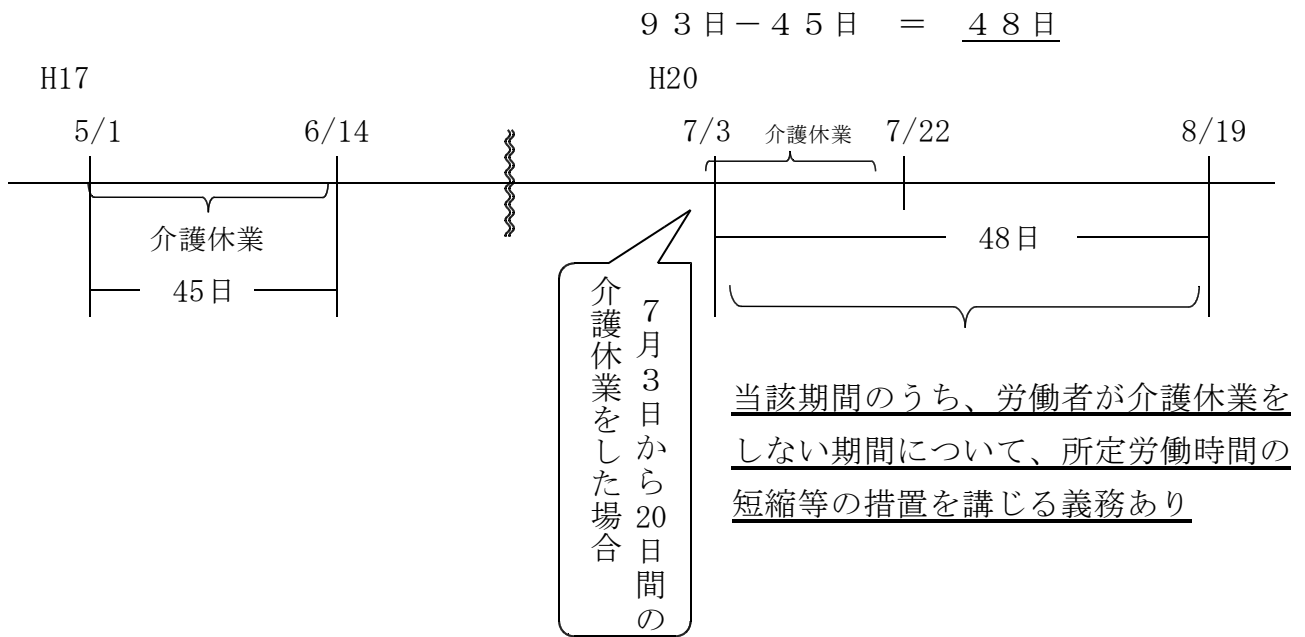 ９３日－４５日　＝　４８日
H17
H20
5/1
6/14
7/3
介護休業
7/22
8/19
介護休業
45日
48日
７月３日から20日間の
介護休業をした場合
当該期間のうち、労働者が介護休業を
しない期間について、所定労働時間の
短縮等の措置を講じる義務あり